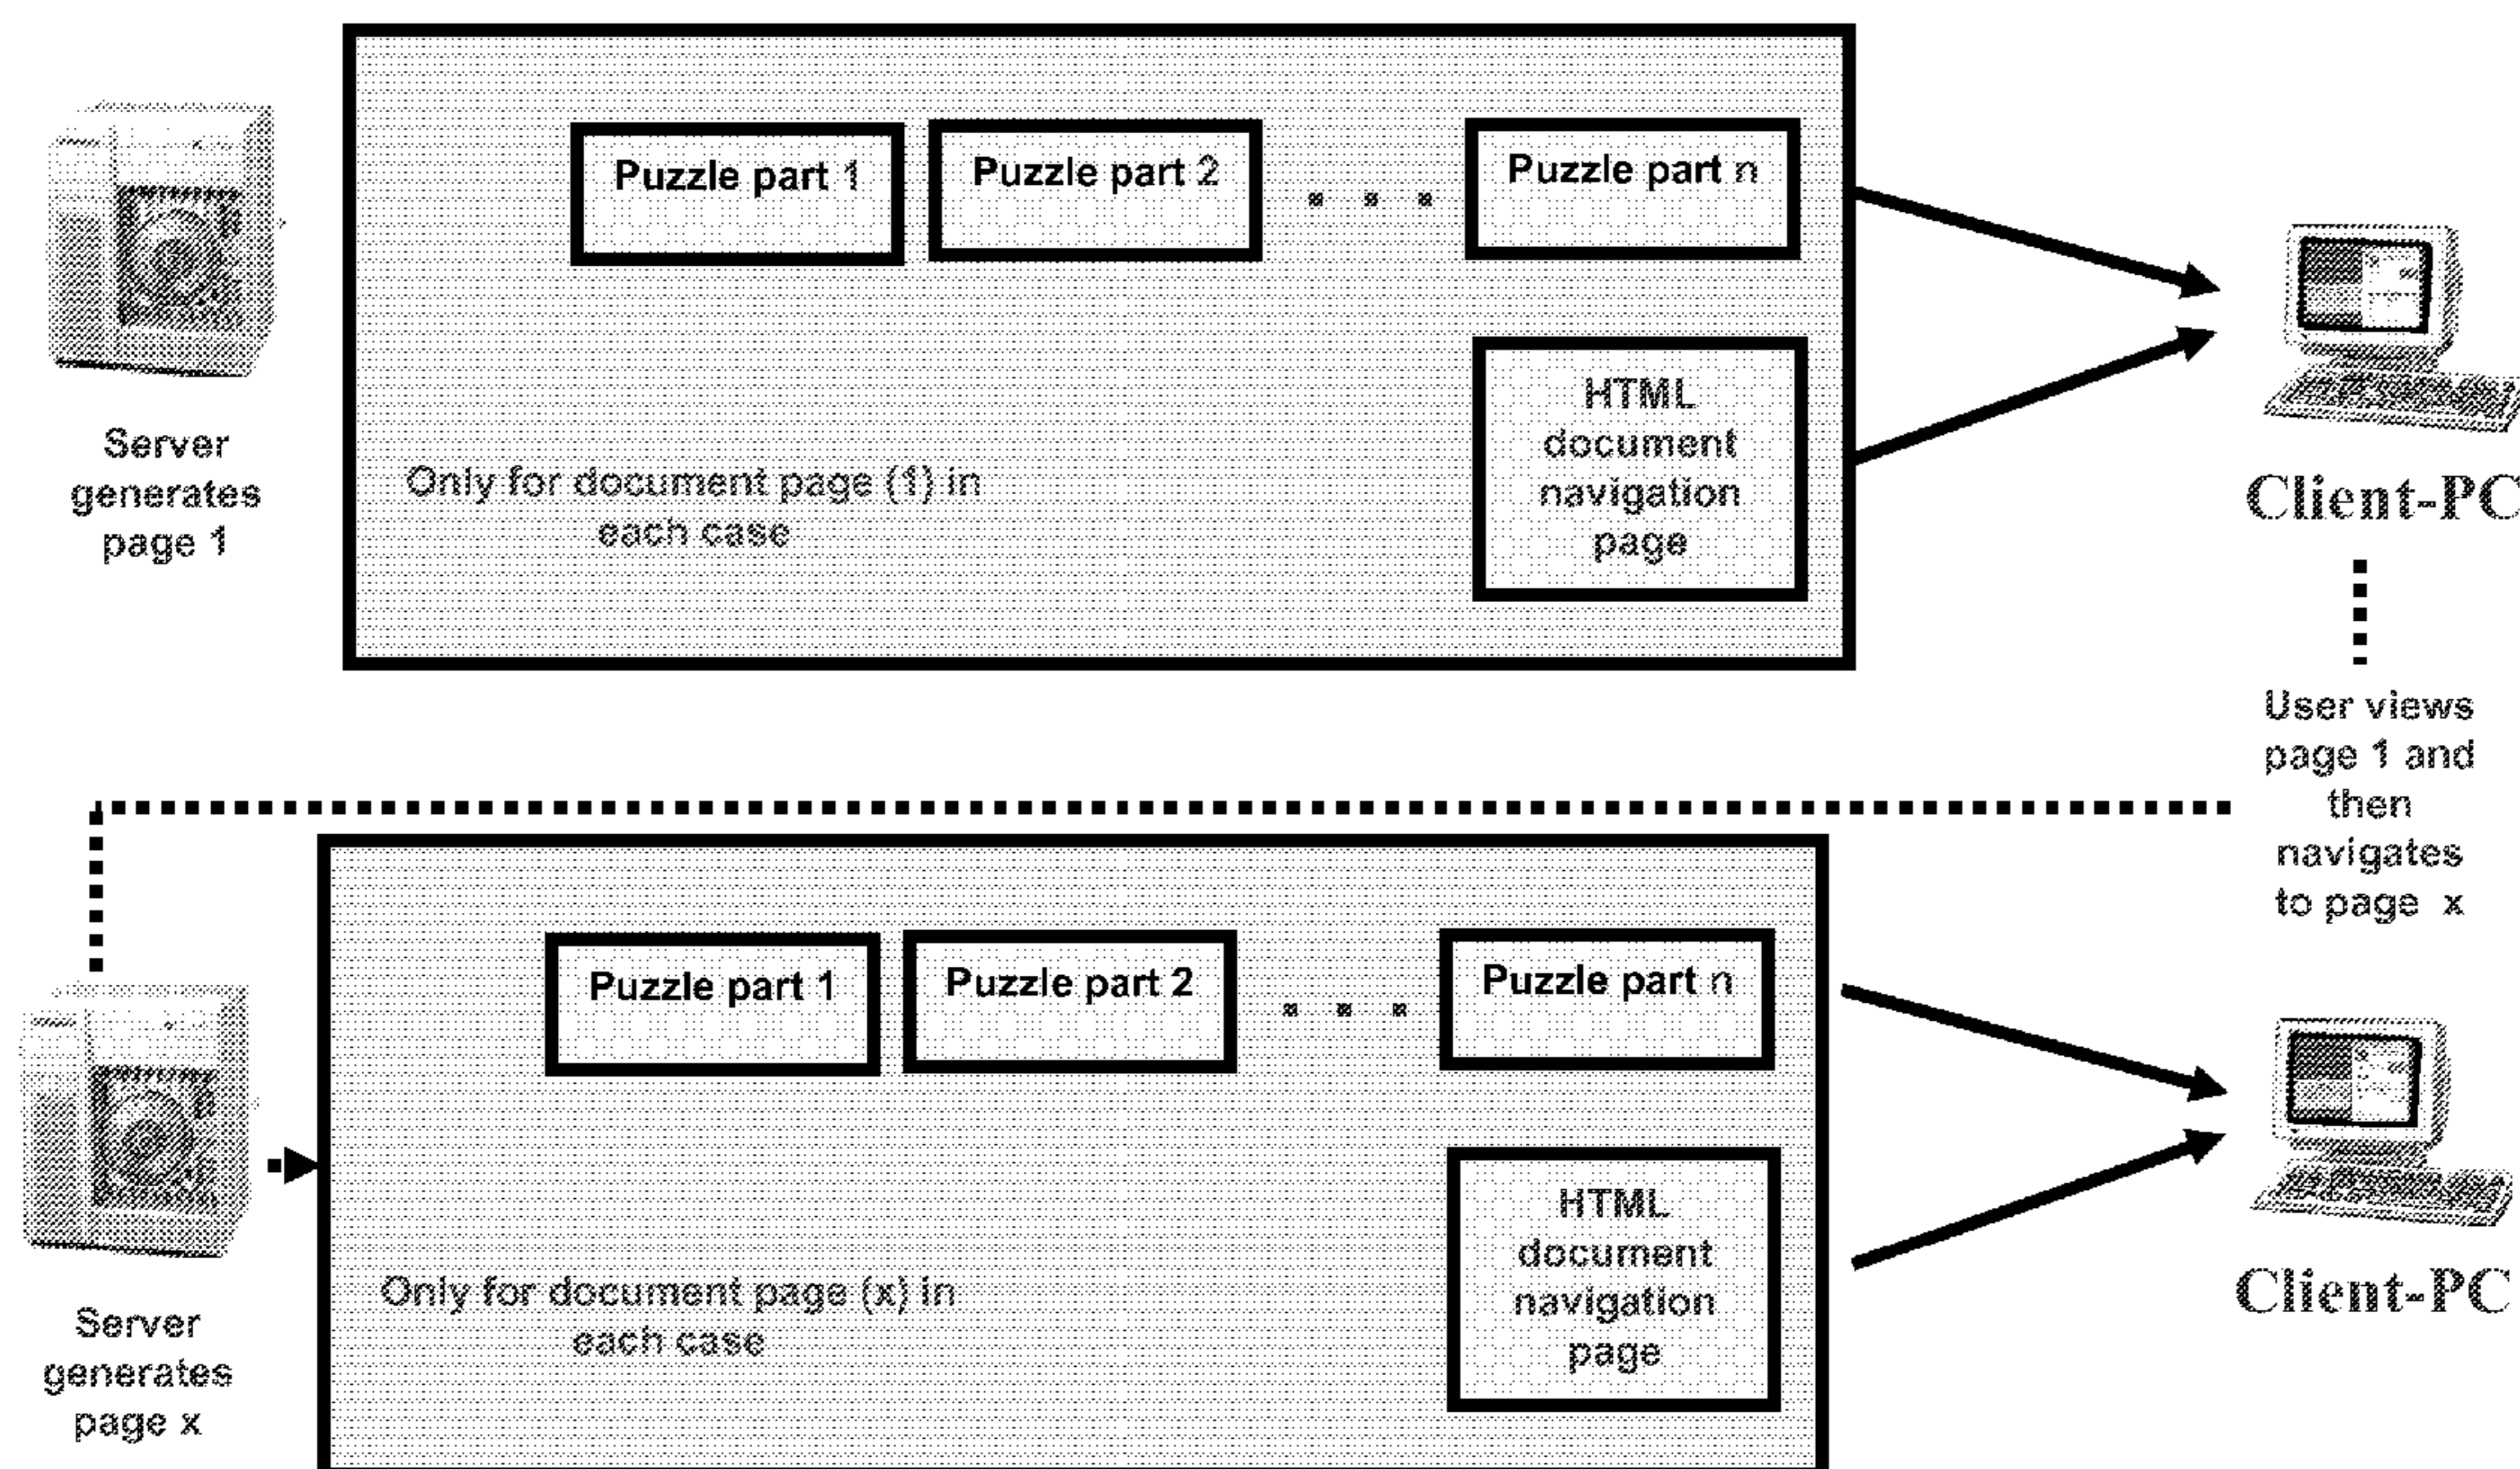 Puzzle part 1
Puzzle part 2
Puzzle part n
Server
generates
page 1
Only for document page (1) in
each case
HTML
document
navigation
page
Client-PC
User views
page 1 and
then
navigates
to page x
Puzzle part 1
Puzzle part 2
Puzzle part n
Server
generates
page x
Only for document page (x) in
each case
HTML
document
navigation
page
Client-PC